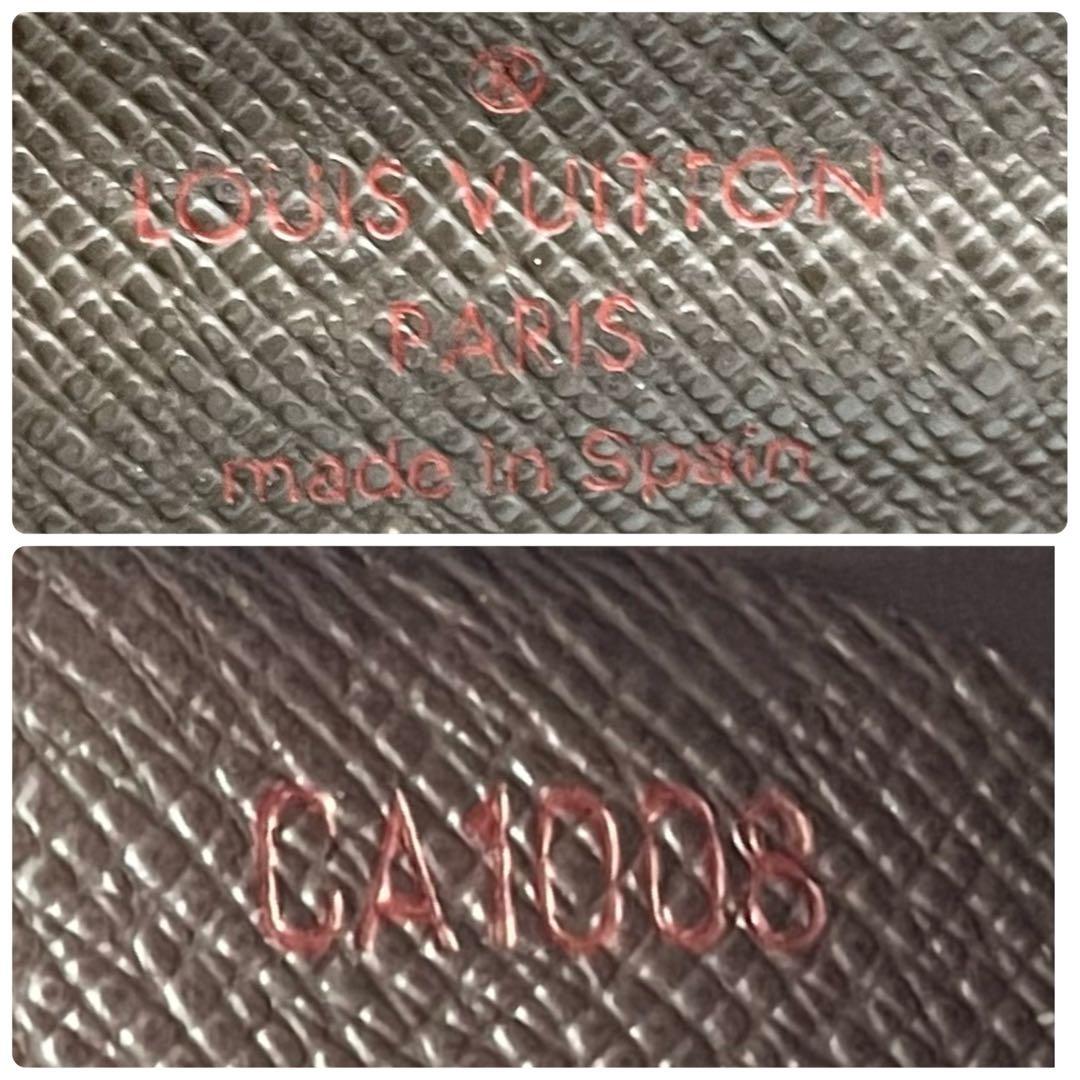 ®
LOUIS VUITTON
PARIS
made in Spain
CA1008